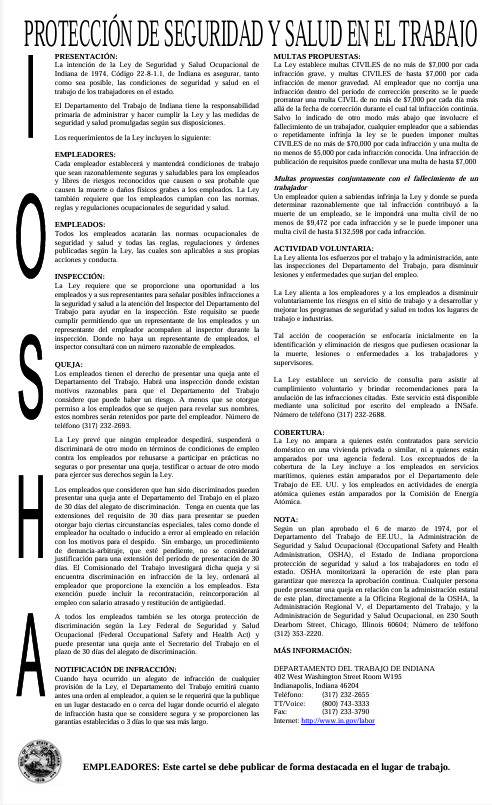 PROTECCIÓN DE SEGURIDAD Y SALUD EN EL TRABAJO
I
O
S
H
A
PRESENTACIÓN:
La intención de la Ley de Seguridad y Salud Ocupacional de
Indiana de 1974, Código 22-8-1.1, de Indiana es asegurar, tanto
como sea posible, las condiciones de seguridad y salud en el
trabajo de los trabajadores en el estado.
El Departamento del Trabajo de Indiana tiene la responsibilidad
primaria de administrar y hacer cumplir la Ley y las medidas de
seguridad y salud promulgadas según sus disposiciones.
Los requerimientos de la Ley incluyen lo siguiente:
EMPLEADORES:
Cada empleador establecerá y mantendrá condiciones de trabajo
que sean razonablemente seguras y saludables para los empleados
y libres de riesgos reconocidos que causen o sea probable que
causen la muerte o daños físicos grabes a los empleados. La Ley
también requiere que los empleados cumplan con las normas,
reglas y regulaciones ocupacionales de seguridad y salud.
EMPLEADOS:
Todos los empleados acatarán las normas ocupacionales de
seguridad y salud y todas las reglas, regulaciones y órdenes
publicadas según la Ley, las cuales son aplicables a sus propias
acciones y conducta.
INSPECCIÓN:
La Ley requiere que se proporcione una oportunidad a los
empleados y a sus representantes para señalar posibles infracciones a
la seguridad y salud a la atención del Inspector del Departamento del
Trabajo para ayudar en la inspección. Este requisito se puede
cumplir permitiendo que un representante de los empleados y un
representante del empleador acompañen al inspector durante la
inspección. Donde no haya un representante de empleados, el
inspector consultará con un número razonable de empleados.
QUEJA:
Los empleados tienen el derecho de presentar una queja ante el
Departamento del Trabajo. Habrá una inspección donde existan
motivos razonables para que el Departamento del Trabajo
considere que puede haber un riesgo. A menos que se otorgue
permiso a los empleados que se quejen para revelar sus nombres,
estos nombres serán retenidos por parte del empleador. Número de
teléfono (317) 232-2693.
La Ley prevé que ningún empleador despedirá, suspenderá o
discriminará de otro modo en términos de condiciones de empleo
contra los empleados por rehusarse a participar en prácticas no
seguras o por presentar una queja, testificar o actuar de otro modo
para ejercer sus derechos según la Ley.
Los empleados que consideren que han sido discriminados pueden
presentar una queja ante el Departamento del Trabajo en el plazo
de 30 días del alegato de discriminación. Tenga en cuenta que las
extensiones del requisito de 30 días para presentar se pueden
otorgar bajo ciertas circunstancias especiales, tales como donde el
empleador ha ocultado o inducido a error al empleado en relación
con los motivos para el despido. Sin embargo, un procedimiento
de denuncia-arbitraje, que esté pendiente, no se considerará
justificación para una extensión del período de presentación de 30
días. El Comisionado del Trabajo investigará dicha queja y si
encuentra discriminación en infracción de la ley, ordenará al
empleador que proporcione la exención a los empleados. Esta
exención puede incluir la recontratación, reincorporación al
empleo con salario atrasado y restitución de antigüedad.
A todos los empleados también se les otorga protección de
discriminación según la Ley Federal de Seguridad y Salud
Ocupacional (Federal Occupational Safety and Health Act) y
puede presentar una queja ante el Secretario del Trabajo en el
plazo de 30 días del alegato de discriminación.
NOTIFICACIÓN DE INFRACCIÓN:
Cuando haya ocurrido un alegato de infracción de cualquier
provisión de la Ley, el Departamento del Trabajo emitirá cuanto
antes una orden al empleador, a quien se le requerirá que la publique
en un lugar destacado en o cerca del lugar donde ocurrió el alegato
de infracción hasta que se considere segura y se proporcionen las
garantías establecidas o 3 días lo que sea más largo.
MULTAS PROPUESTAS:
La Ley establece multas CIVILES de no más de $7,000 por cada
infracción grave, y multas CIVILES de hasta $7,000 por cada
infracción de menor gravedad. Al empleador que no corrija una
infracción dentro del período de corrección prescrito se le puede
prorratear una multa CIVIL de no más de $7,000 por cada día más
allá de la fecha de corrección durante el cual tal infracción continúa.
Salvo lo indicado de otro modo más abajo que involucre el
fallecimiento de un trabajador, cualquier empleador que a sabiendas
o repetidamente infrinja la ley se le pueden imponer multas
CIVILES de no más de $70,000 por cada infracción y una multa de
no menos de $5,000 por cada infracción conocida. Una infracción de
publicación de requisitos puede conllevar una multa de hasta $7,000
Multas propuestas conjuntamente con el fallecimiento de un
trabajador
Un empleador quien a sabiendas infrinja la Ley y donde se pueda
determinar razonablemente que tal infracción contribuyó a la
muerte de un empleado, se le impondrá una multa civil de no
menos de $9,472 por cada infracción y se le puede imponer una
multa civil de hasta $132,598 por cada infracción.
ACTIVIDAD VOLUNTARIA:
La Ley alienta los esfuerzos por el trabajo y la administración, ante
las inspecciones del Departamento del Trabajo, para disminuir
lesiones y enfermedades que surjan del empleo.
La Ley alienta a los empleadores y a los empleados a disminuir
voluntariamente los riesgos en el sitio de trabajo y a desarrollar y
mejorar los programas de seguridad y salud en todos los lugares de
trabajo e industrias.
Tal acción de cooperación se enfocaría inicialmente en la
identificación y eliminación de riesgos que pudiesen ocasionar la
la muerte, lesiones o enfermedades a los trabajadores y
supervisores.
La Ley establece un servicio de consulta para asistir al
cumplimiento voluntario y brindar recomendaciones para la
anulación de las infracciones citadas. Este servicio está disponible
mediante una solicitud por escrito del empleado a INSafe.
Número de teléfono (317) 232-2688.
COBERTURA:
La Ley no ampara a quienes estén contratados para servicio
doméstico en una vivienda privada o similar, ni a quienes están
amparados por una agencia federal. Los exceptuados de la
cobertura de la Ley incluye a los empleados en servicios
marítimos, quienes están amparados por el Departamento dele
Trabajo de EE. UU. y los empleados en actividades de energía
atómica quienes están amparados por la Comisión de Energía
Atómica.
NOTA:
Según un plan aprobado el 6 de marzo de 1974, por el
Departamento del Trabajo de EE.UU., la Administración de
Seguridad y Salud Ocupacional (Occupational Safety and Health
Administration, OSHA), el Estado de Indiana proporciona
protección de seguridad y salud a los trabajadores en todo el
estado. OSHA monitorizará la operación de este plan para
garantizar que merezca la aprobación continua. Cualquier persona
puede presentar una queja en relación con la administración estatal
de este plan, directamente a la Oficina Regional de la OSHA, la
Administración Regional V, el Departamento del Trabajo, y la
Administración de Seguridad y Salud Ocupacional, en 230 South
Dearborn Street, Chicago, Illinois 60604; Número de teléfono
(312) 353-2220.
MÁS INFORMACIÓN:
DEPARTAMENTO DEL TRABAJO DE INDIANA
402 West Washington Street Room W195
Indianapolis, Indiana 46204
Teléfono: (317) 232-2655
TT/Voice: (800) 743-3333
Fax: (317) 233-3790
Internet: http://www.in.gov/labor
EMPLEADORES: Este cartel se debe publicar de forma destacada en el lugar de trabajo.